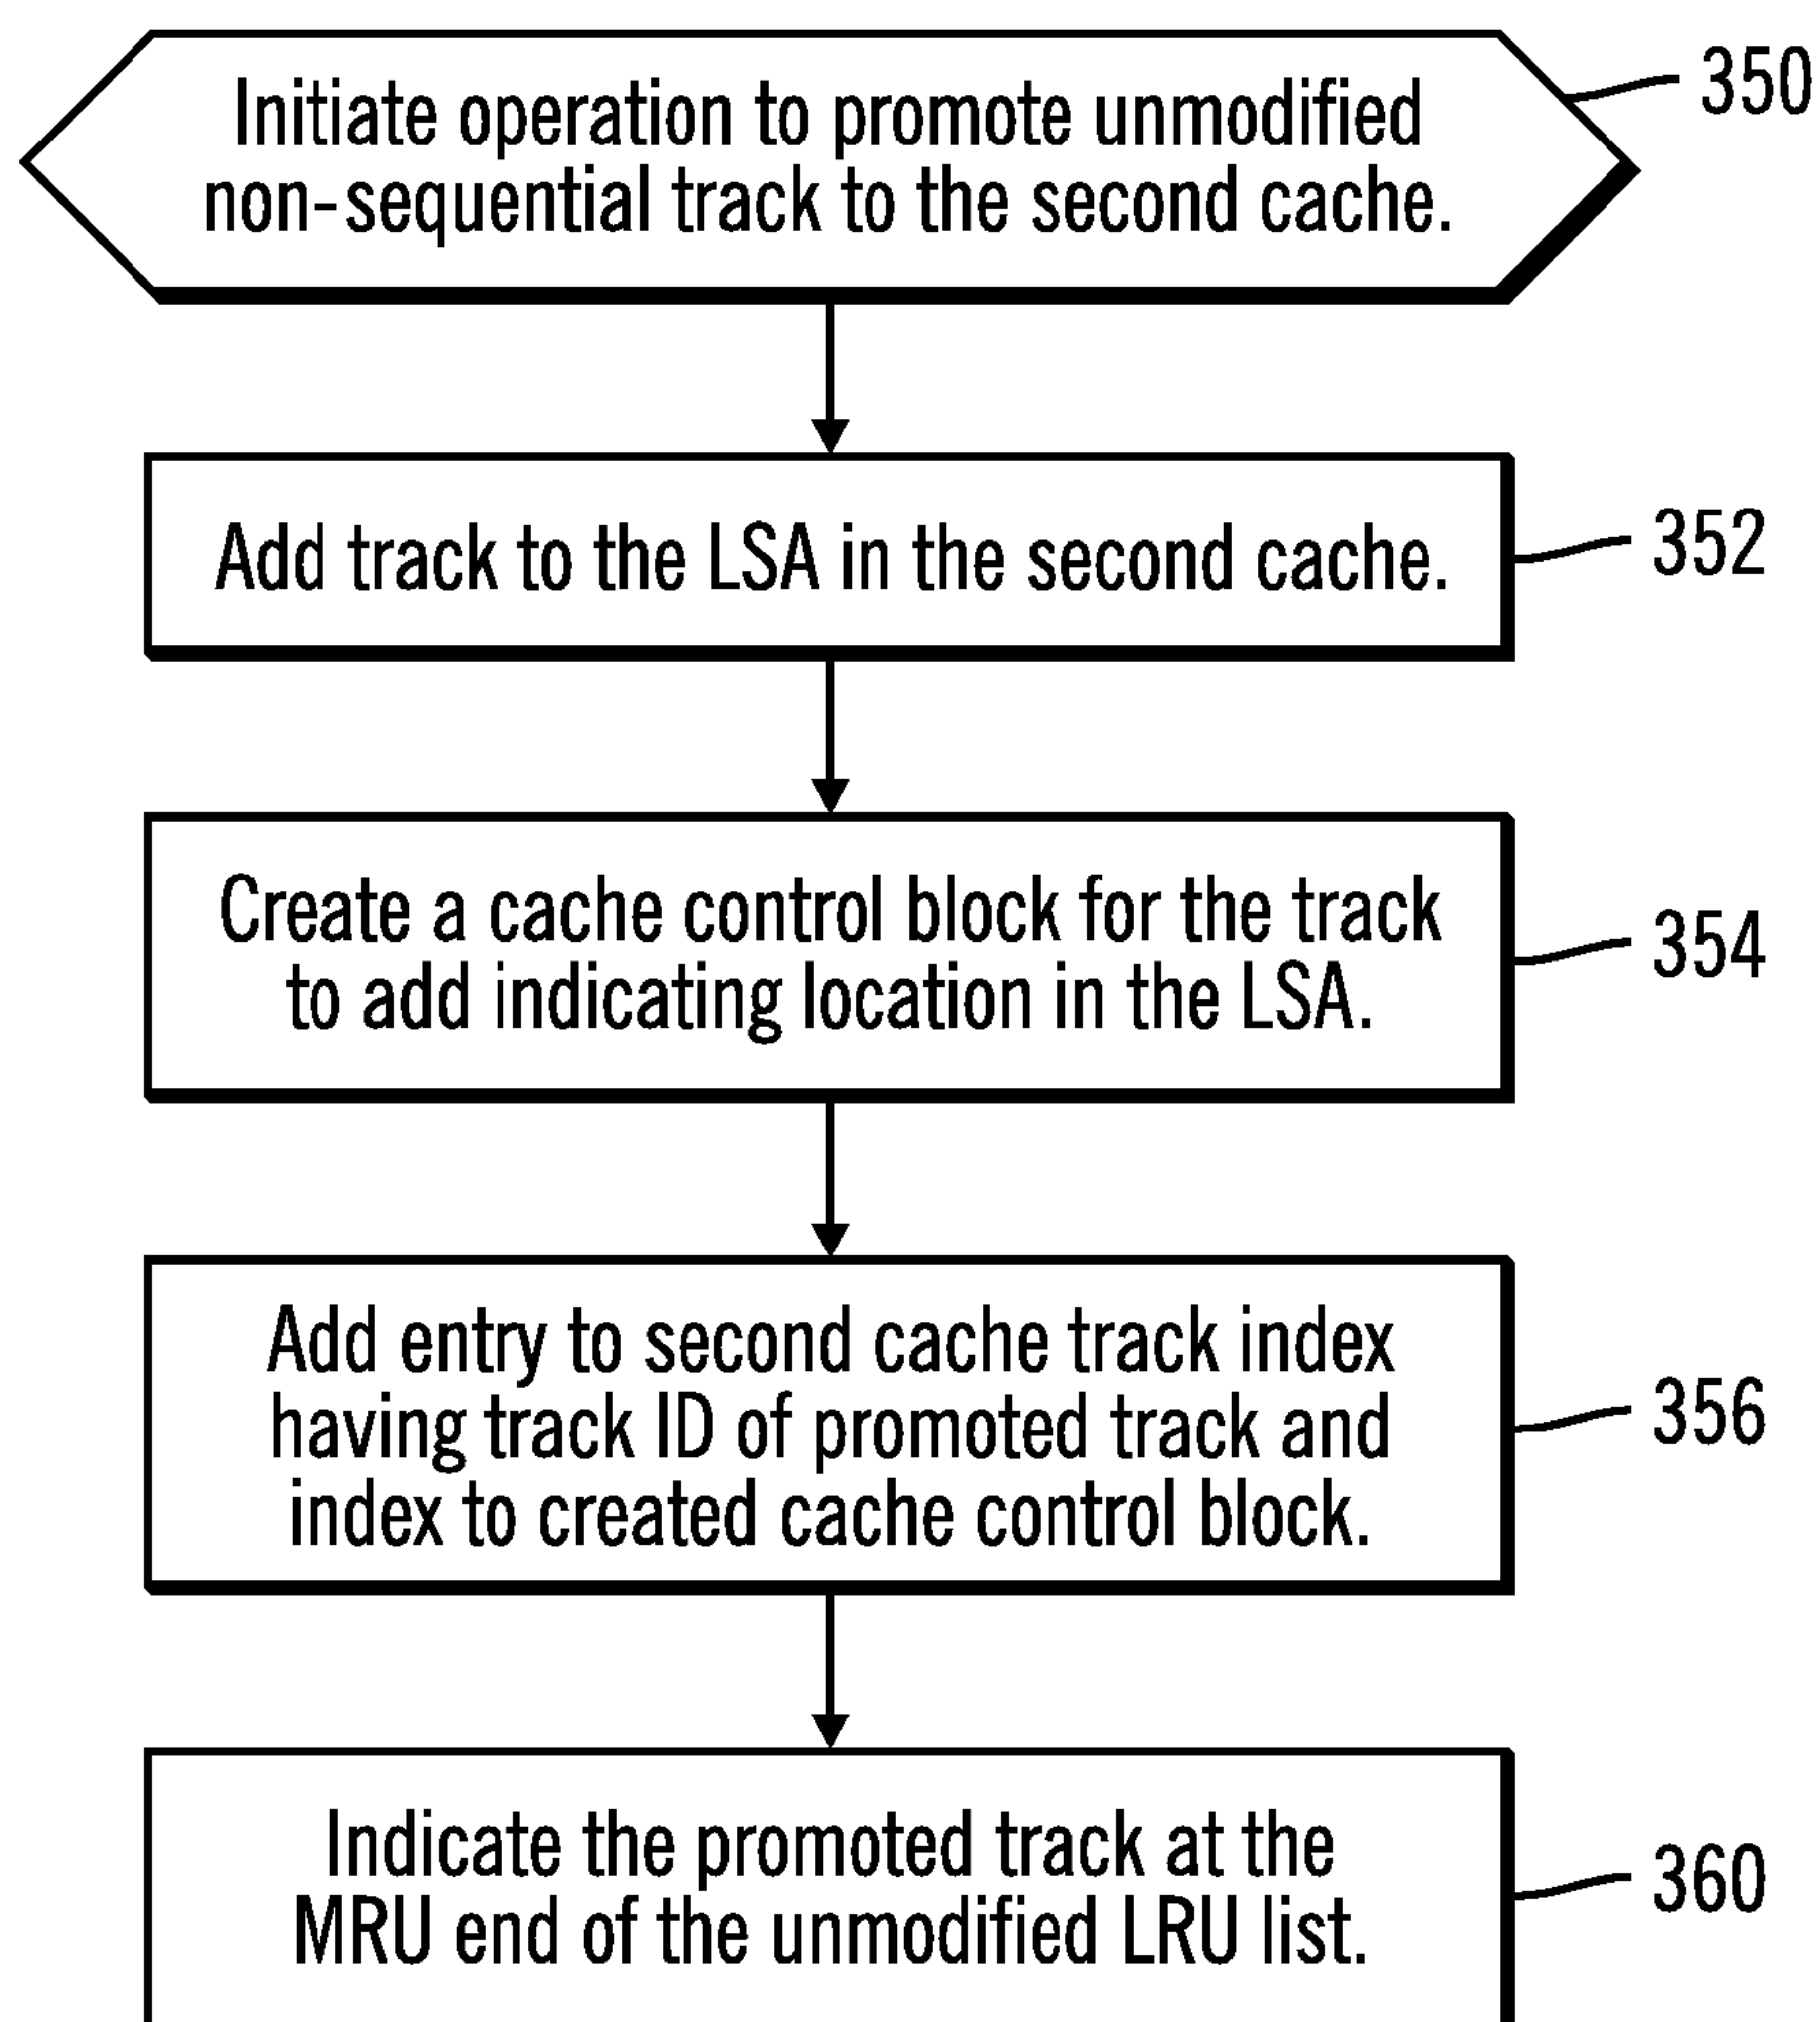 Initiate operation to promote unmodified
non-sequential track to the second cache.
350
Add track to the LSA in the second cache.
352
Create a cache control block for the track
to add indicating location in the LSA.
354
Add entry to second cache track index
having track ID of promoted track and
index to created cache control block.
356
Indicate the promoted track at the
MRU end of the unmodified LRU list.
360